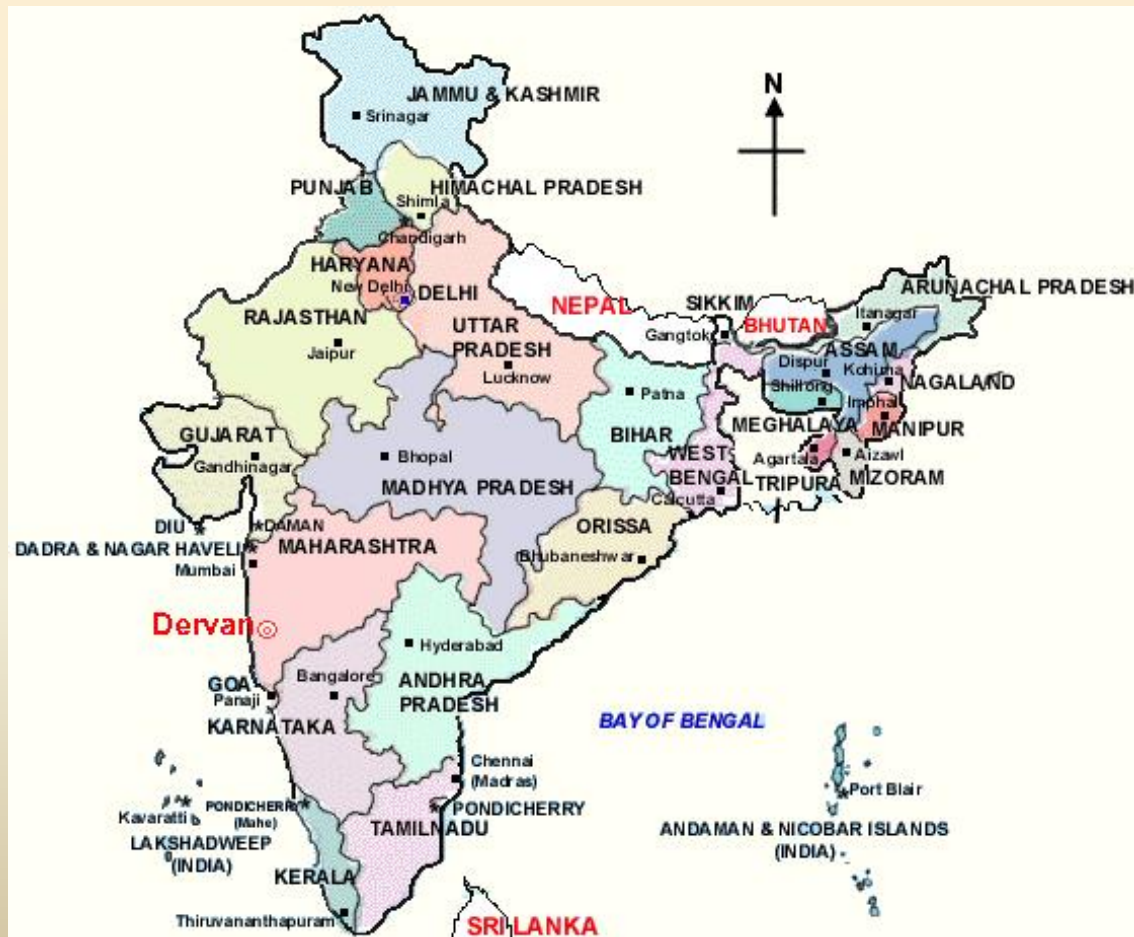 N
JAMMU & KASHMIR
Srinagar
PUNJAB
HIMACHAL PRADESH
Shimla
Chandigarh
HARYANA
New Delhi
DELHI
NEPAL
SIKKIM
BHUTAN
ARUNACHAL PRADESH
Itanagar
Gangtok
RAJASTHAN
Jaipur
UTTAR
PRADESH
Lucknow
ASSAM
Dispur
Kohima
Shillong
NAGALAND
Patna
Imphal
GUJARAT
Gandhinagar
Bhopal
BIHAR
MEGHALAYA
MANIPUR
WEST
BENGAL
Agartala
Aizawl
MADHYA PRADESH
TRIPURA
MIZORAM
Calcutta
DIU
DAMAN
ORISSA
DADRA & NAGAR HAVELI
MAHARASHTRA
Bhubaneshwar
Mumbai
Dervan
Hyderabad
GOA
Panaji
Bangalore
ANDHRA
PRADESH
KARNATAKA
BAY OF BENGAL
Chennai
(Madras)
Port Blair
Kavaratti
PONDICHERRY
(Mahe)
PONDICHERRY
TAMILNADU
LAKSHADWEEP
(INDIA)
ANDAMAN & NICOBAR ISLANDS
(INDIA)
KERALA
Thiruvananthapuram
SRI LANKA